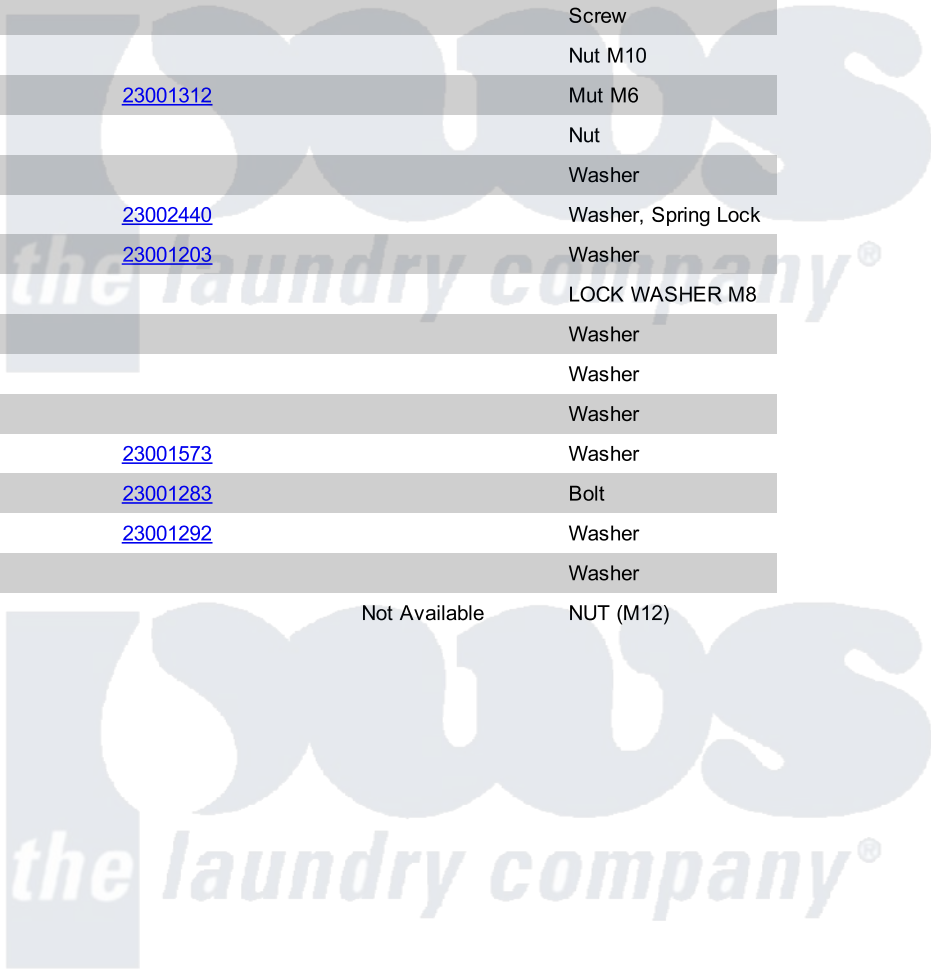 Screw
Nut M10
23001312 Mut M6
Nut
Washer
23002440 Washer, Spring Lock
23001203 Washer
the laundry company®
LOCK WASHER M8
Washer
Washer
Washer
23001573 Washer
23001283 Bolt
23001292 Washer
Washer
Not Available NUT (M12)
pws
the laundry company®